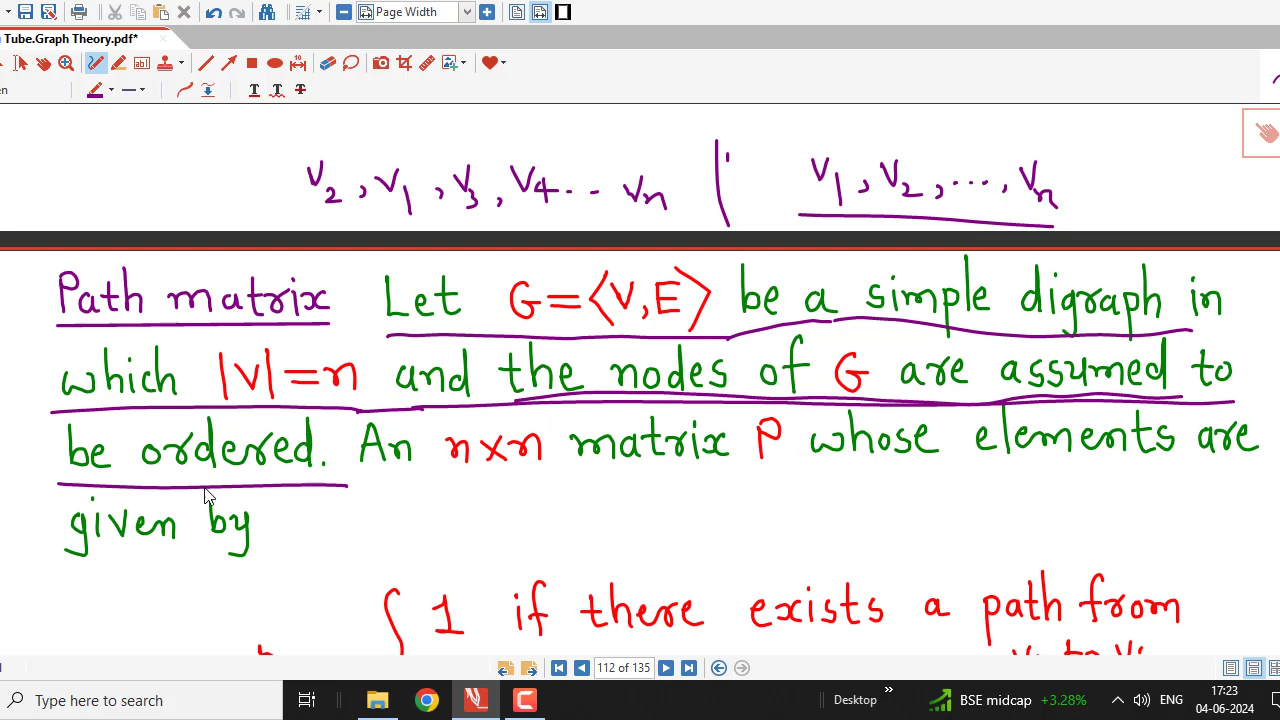 Page Width
Tube.Graph Theory.pdf*
v2, v1, v3, v4... vn | v1, v2, ..., vn
Path matrix Let G=⟨V,E⟩ be a simple digraph in
which |V|=n and the nodes of G are assumed to
be ordered. An n×n matrix P whose elements are
given by
{ 1 if there exists a path from
112 of 135
Type here to search
Desktop
»
BSE midcap +3.28%
ENG
17:23
04-06-2024